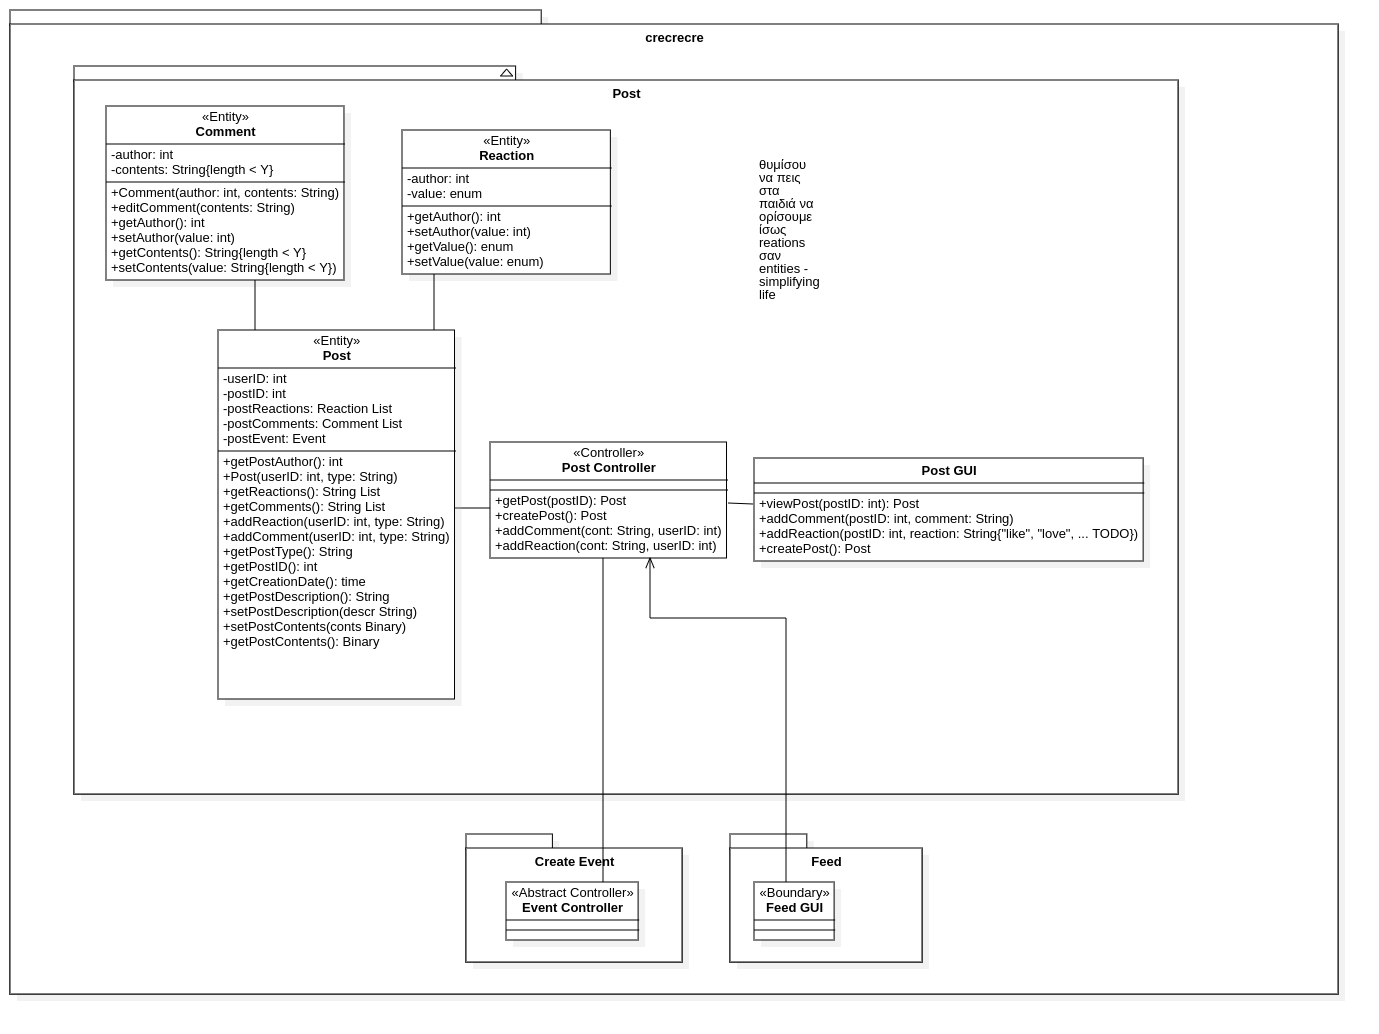 crecrecre
Post
«Entity»
Comment
-author: int
-contents: String{length < Y}
+Comment(author: int, contents: String)
+editComment(contents: String)
+getAuthor(): int
+setAuthor(value: int)
+getContents(): String{length < Y}
+setContents(value: String{length < Y})
«Entity»
Reaction
-author: int
-value: enum
+getAuthor(): int
+setAuthor(value: int)
+getValue(): enum
+setValue(value: enum)
θυμίσου
να πεις
στα
παιδιά να
ορίσουμε
ίσως
reations
σαν
entities -
simplifying
life
«Entity»
Post
-userID: int
-postID: int
-postReactions: Reaction List
-postComments: Comment List
-postEvent: Event
+getPostAuthor(): int
+Post(userID: int, type: String)
+getReactions(): String List
+getComments(): String List
+addReaction(userID: int, type: String)
+addComment(userID: int, type: String)
+getPostType(): String
+getPostID(): int
+getCreationDate(): time
+getPostDescription(): String
+setPostDescription(descr String)
+setPostContents(conts Binary)
+getPostContents(): Binary
«Controller»
Post Controller
+getPost(postID): Post
+createPost(): Post
+addComment(cont: String, userID: int)
+addReaction(cont: String, userID: int)
Post GUI
+viewPost(postID: int): Post
+addComment(postID: int, comment: String)
+addReaction(postID: int, reaction: String{"like", "love", ... TODO})
+createPost(): Post
Create Event
«Abstract Controller»
Event Controller
Feed
«Boundary»
Feed GUI